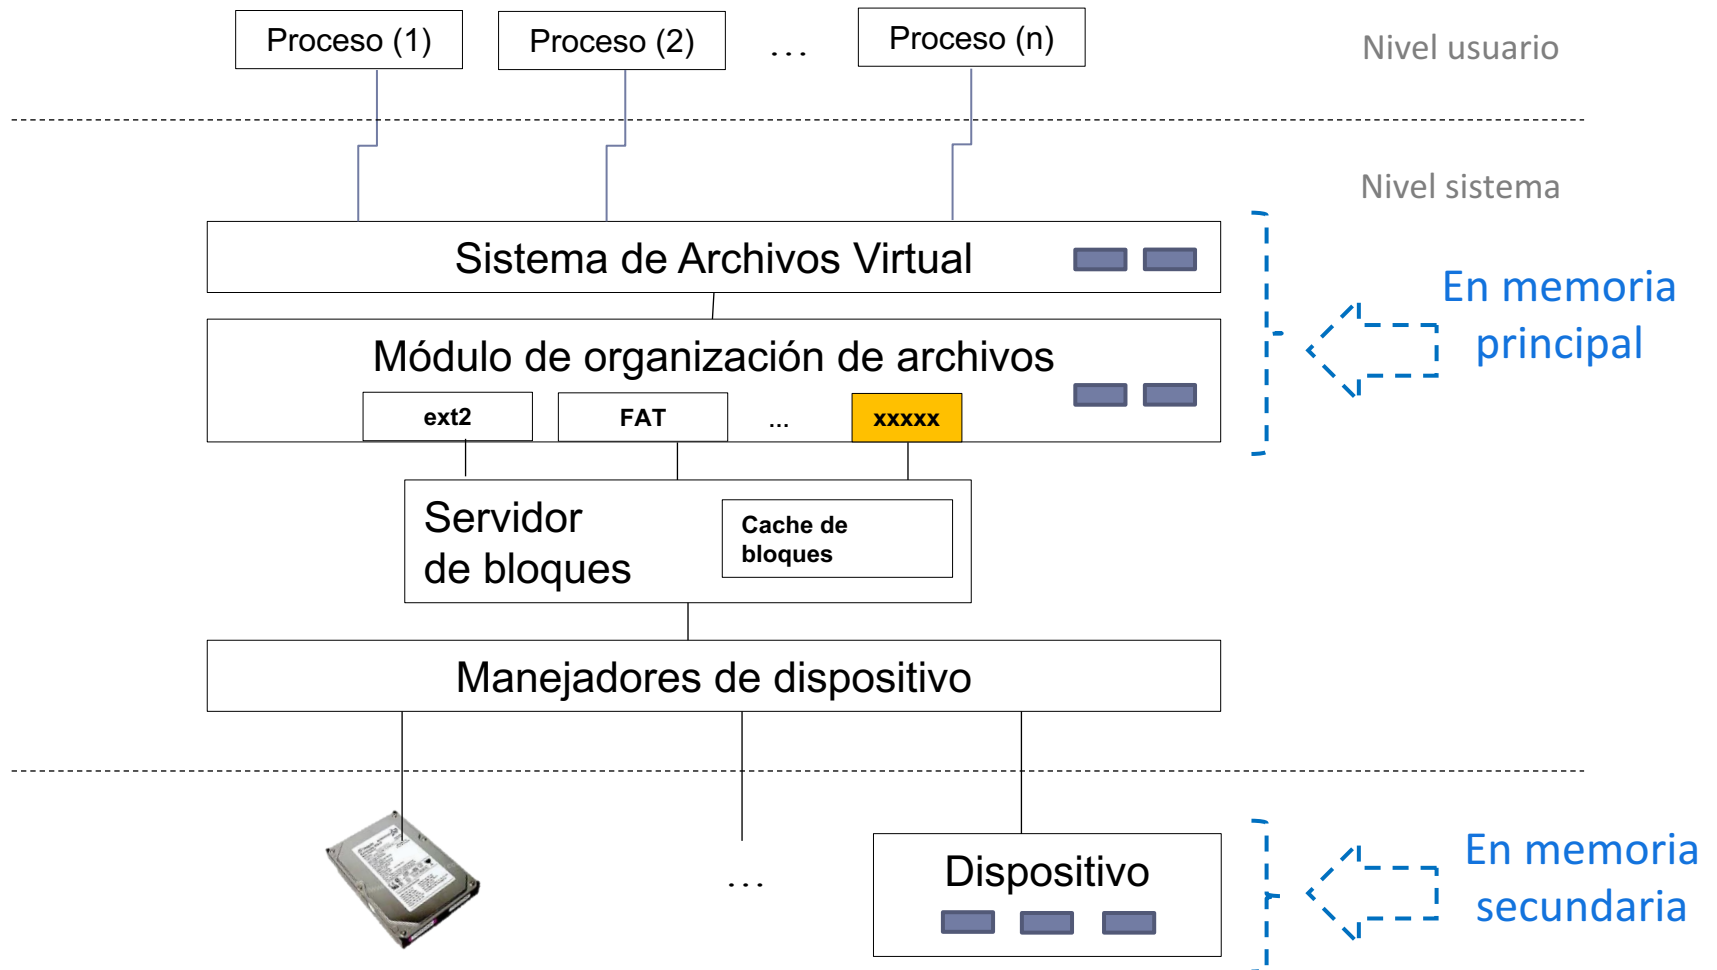 Proceso (1)
Proceso (2)
...
Proceso (n)
Nivel usuario
Nivel sistema
Sistema de Archivos Virtual
En memoria
principal
Módulo de organización de archivos
ext2
FAT
...
xxxxx
Servidor
de bloques
Cache de
bloques
Manejadores de dispositivo
...
Dispositivo
En memoria
secundaria